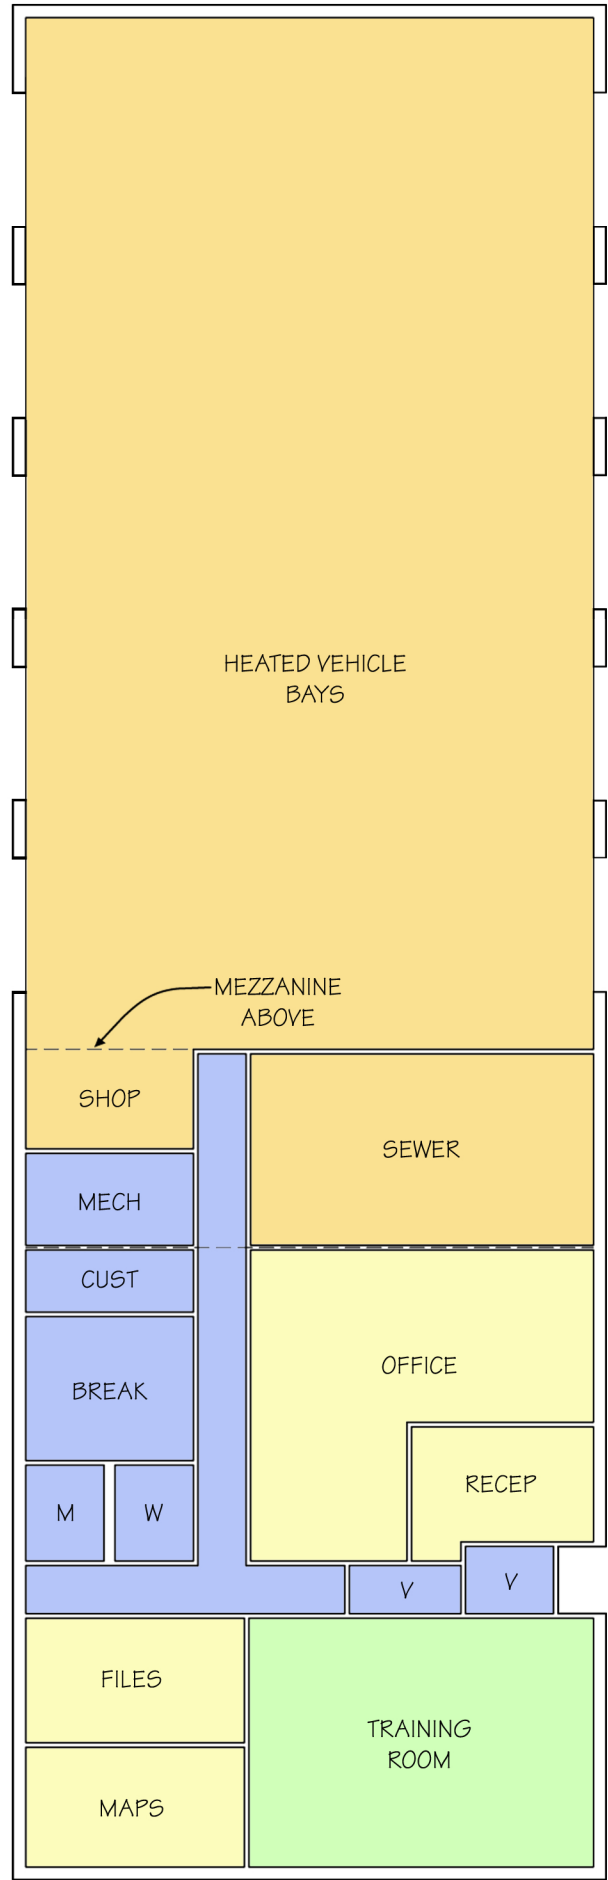 HEATED VEHICLE
BAYS
MEZZANINE
ABOVE
SHOP
SEWER
MECH
CUST
OFFICE
BREAK
RECEP
M
W
V
V
FILES
TRAINING
ROOM
MAPS